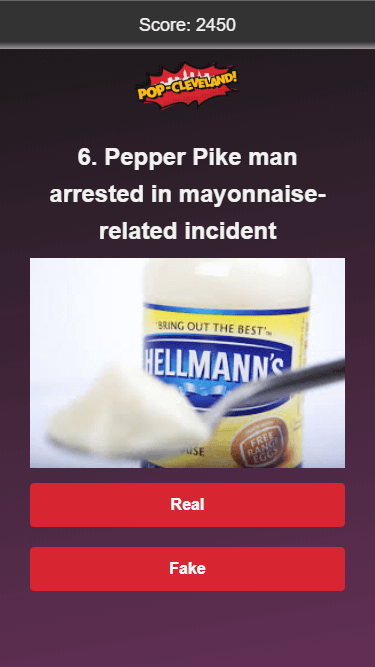 Score: 2450
POP-CLEVELAND!
6. Pepper Pike man
arrested in mayonnaise-
related incident
"BRING OUT THE BEST"™
HELLMANN'S
FREE
RANGE
EGGS
Real
Fake